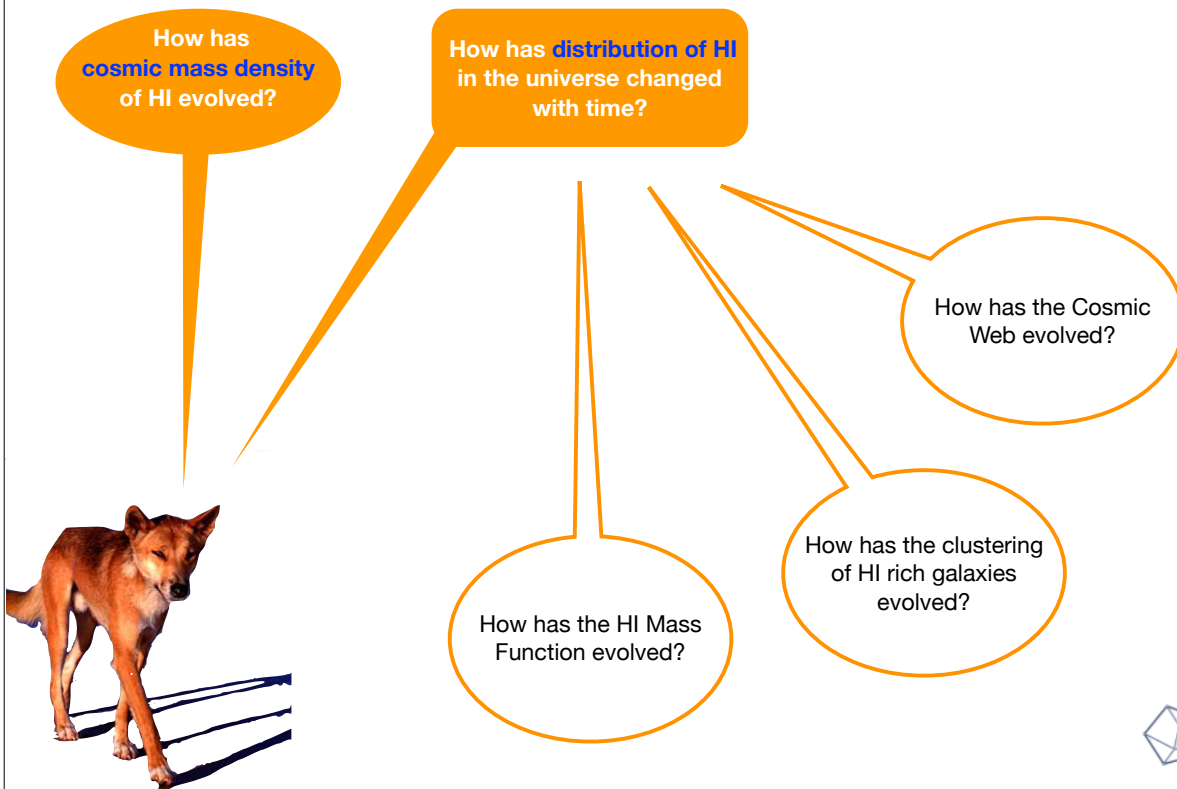 How has
cosmic mass density
of HI evolved?
How has distribution of HI
in the universe changed
with time?
How has the Cosmic
Web evolved?
How has the clustering
of HI rich galaxies
evolved?
How has the HI Mass
Function evolved?